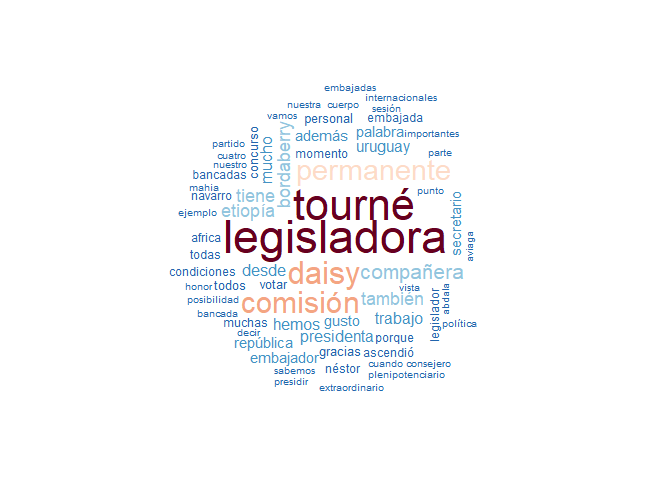 embajadas
internacionales
nuestra cuerpo
sesión
vamos
personal embajada
además palabra importantes
partido
concurso
mucho
bordaberry
uruguay
cuatro
momento
parte
nuestro
bancadas
permanente
mahía
navarro
tiene
tourné
punto
ejemplo
etiopía
secretario
africa
legisladora
aviaga
todas
condiciones
desde
daisy
compañera
honor
todos
votar
vista
legislador
abdala
posibilidad
comisión
también
bancada
muchas
hemos
gusto
trabajo
política
decir
república
presidenta
porque
embajador
gracias
ascendió
sabemos
néstor
cuando
consejero
presidir
plenipotenciario
extraordinario